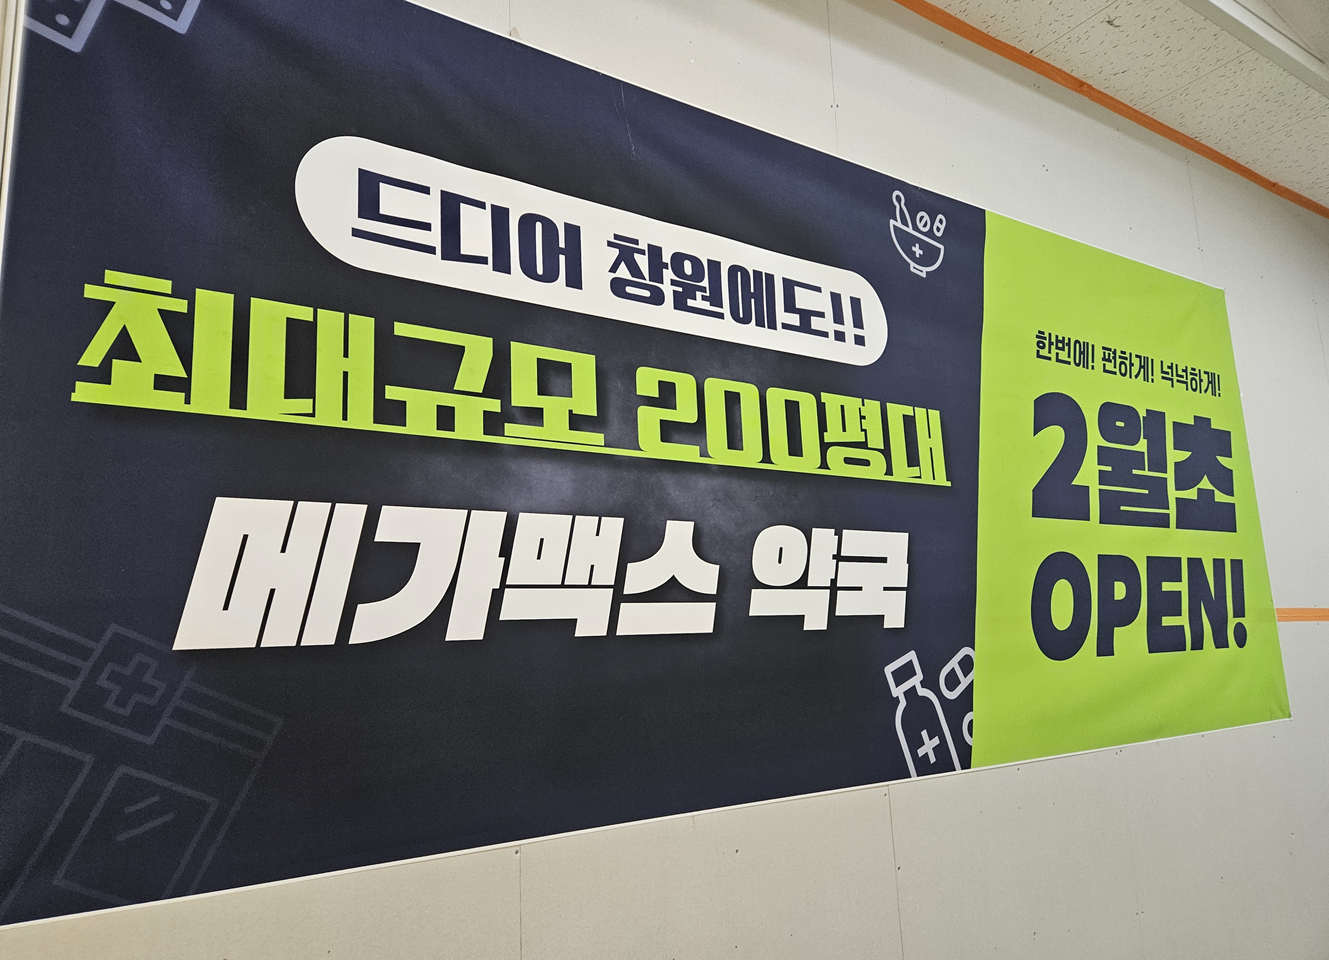 드디어 창원에도!!
최대규모 200평대
메가맥스 약국
한번에! 편하게! 넉넉하게!
2월초
OPEN!